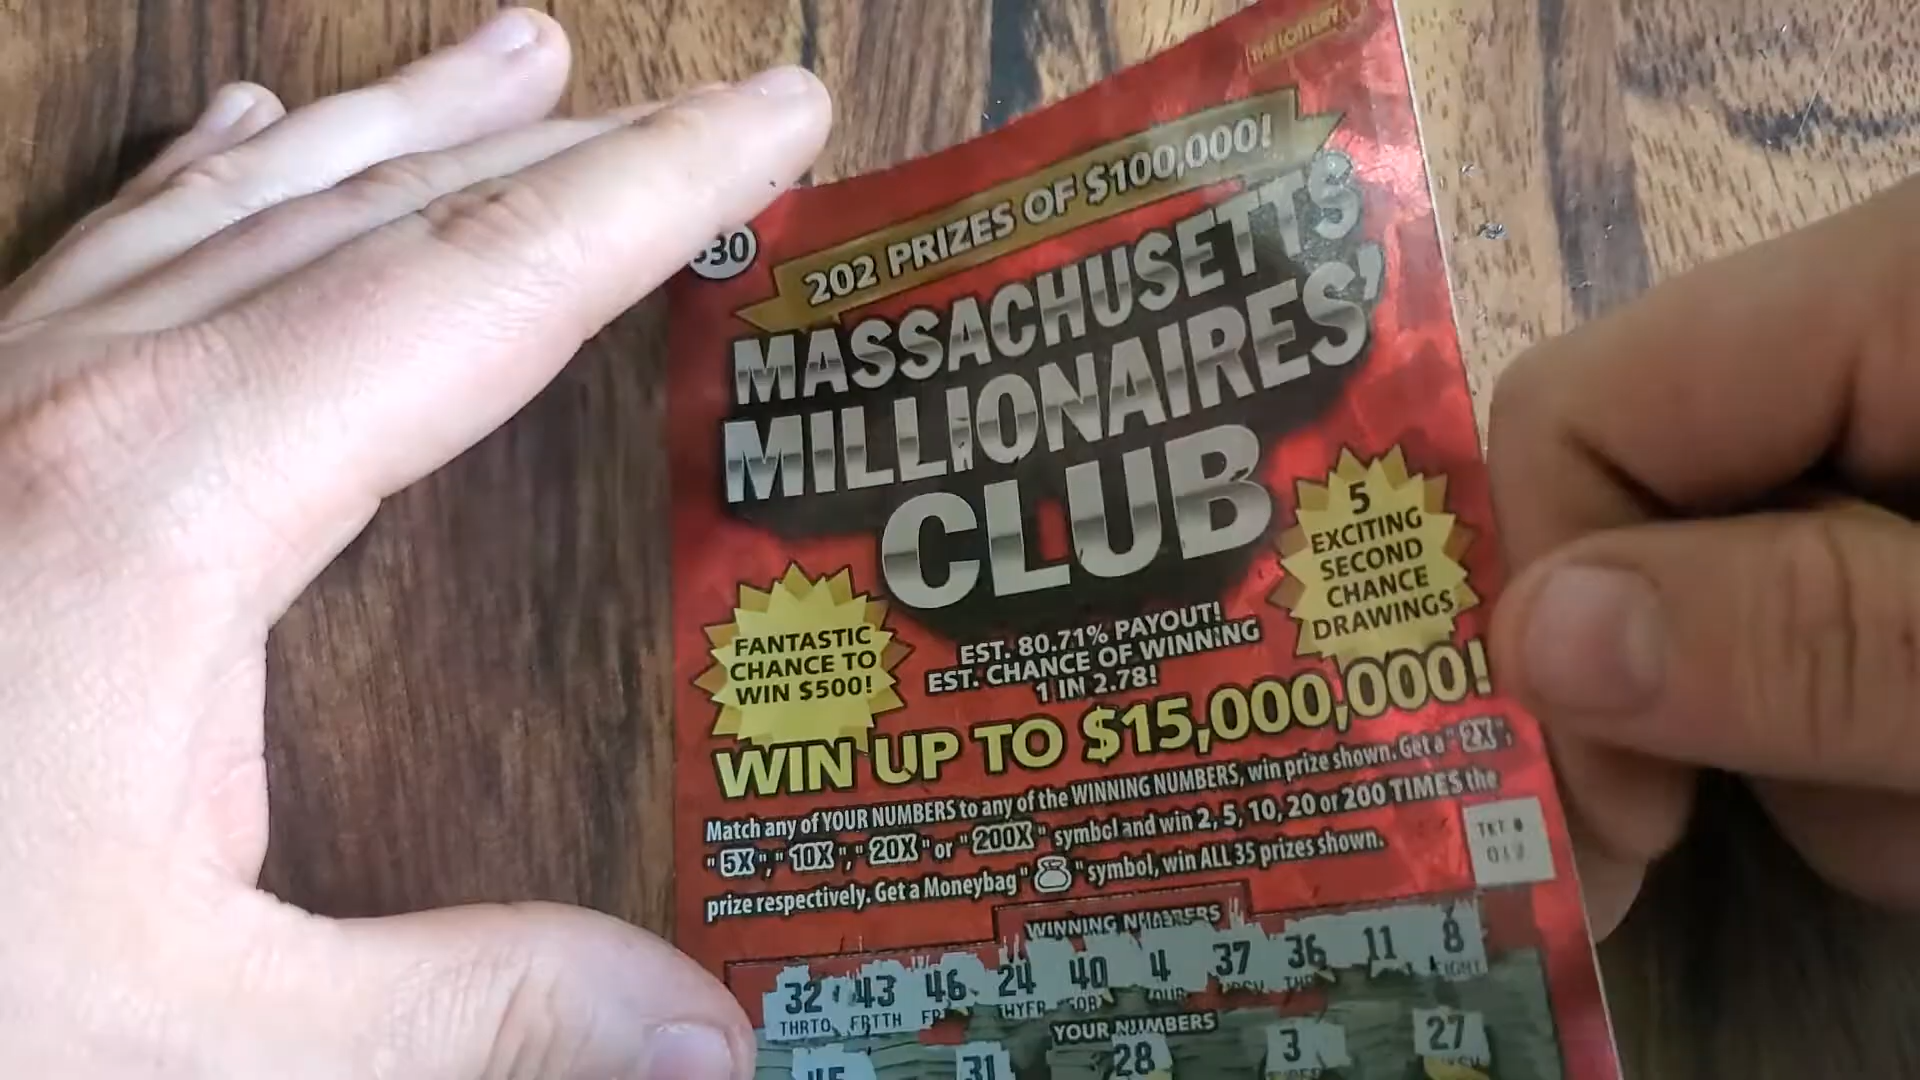 THE LOTTERY
202 PRIZES OF $100,000!
$30
MASSACHUSETTS
MILLIONAIRES'
CLUB
5
EXCITING
SECOND
CHANCE
DRAWINGS
FANTASTIC
CHANCE TO
WIN $500!
EST. 80.71% PAYOUT!
EST. CHANCE OF WINNING
1 IN 2.78!
WIN UP TO $15,000,000!
Match any of YOUR NUMBERS to any of the WINNING NUMBERS, win prize shown. Get a "2X",
"5X", "10X", "20X" or "200X" symbol and win 2, 5, 10, 20 or 200 TIMES the
prize respectively. Get a Moneybag " " symbol, win ALL 35 prizes shown.
TKT #
WINNING NUMBERS
32 43 46 24 40 4 37 36 11 8
THRTO FRTTH
YOUR NUMBERS
31 28 3 27